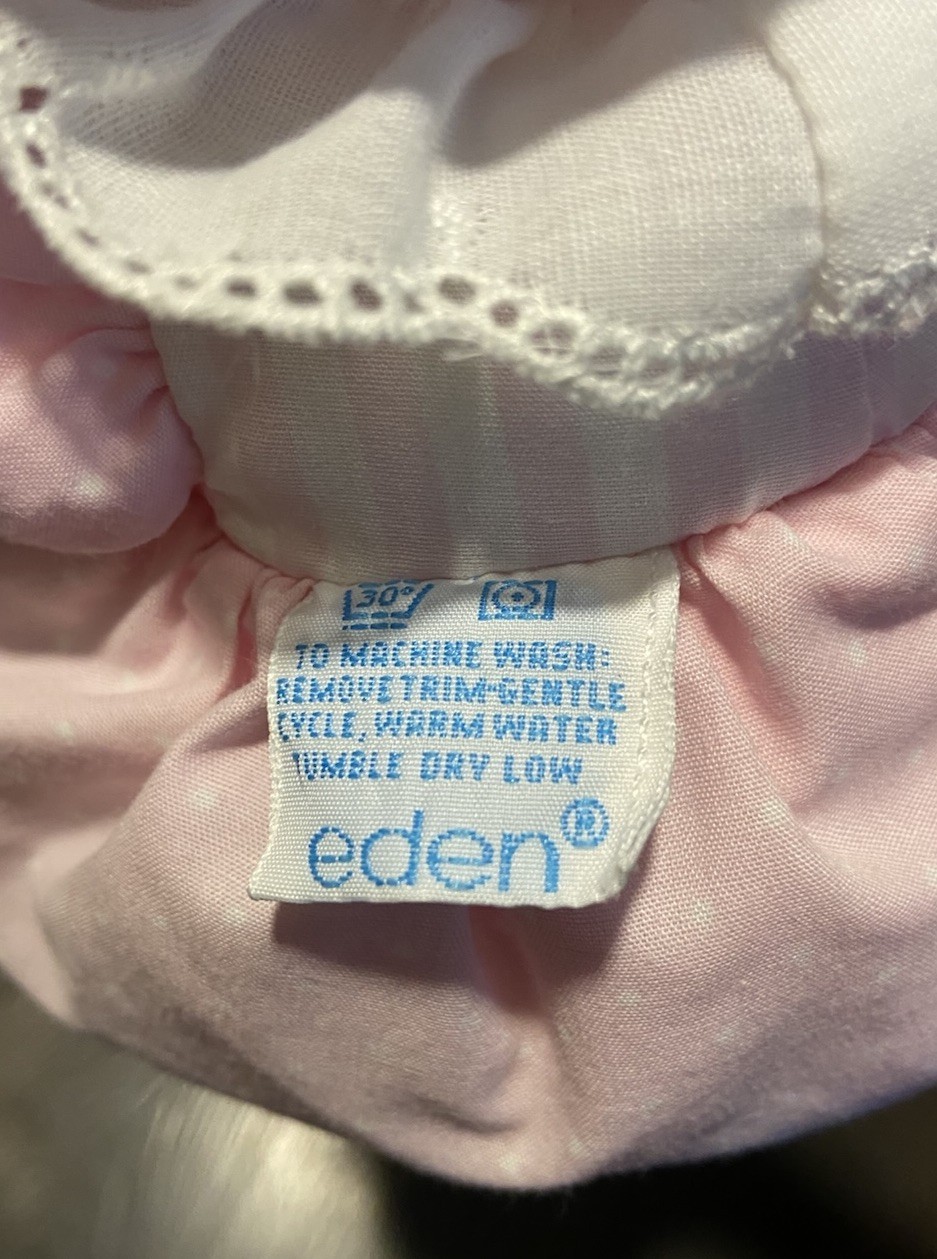 30°
TO MACHINE WASH:
REMOVE TRIM-GENTLE
CYCLE, WARM WATER
TUMBLE DRY LOW
eden®